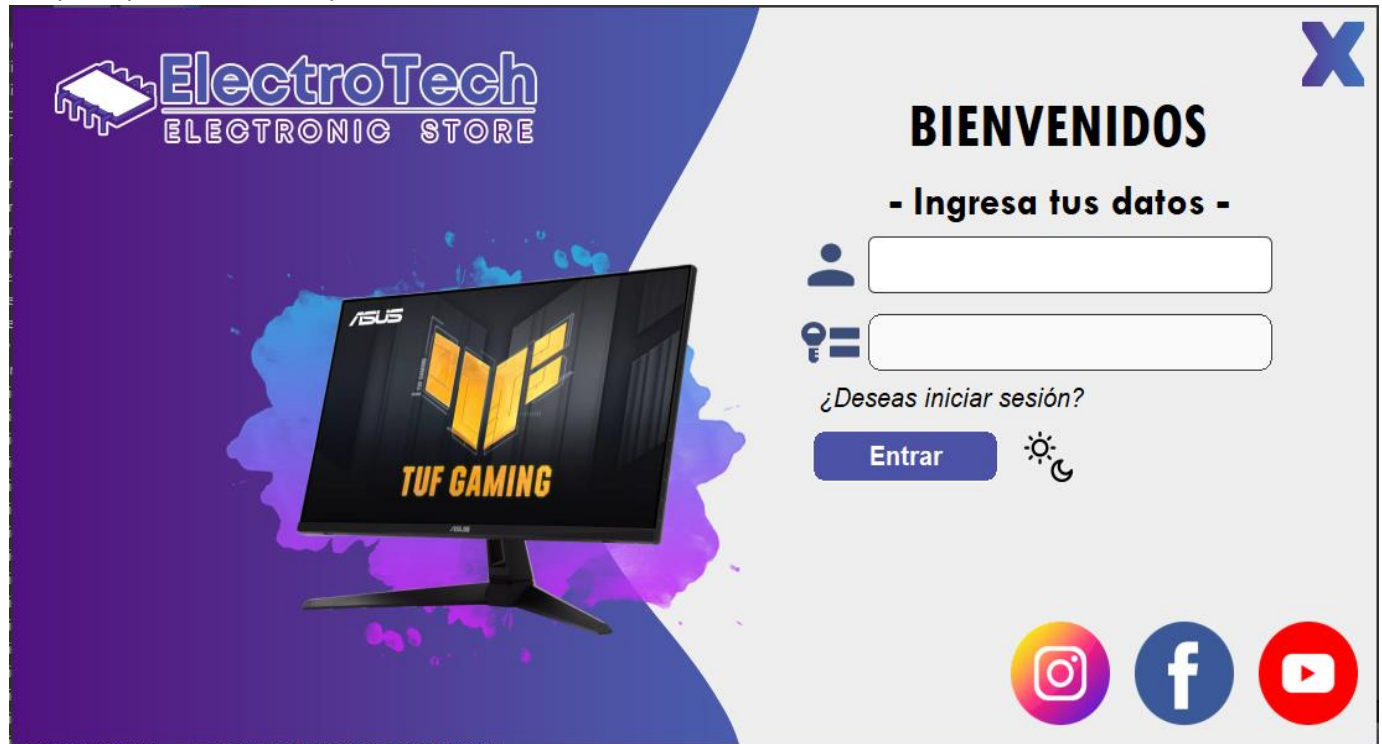 ElectroTech
ELECTRONIC STORE
BIENVENIDOS
- Ingresa tus datos -
¿Deseas iniciar sesión?
Entrar
ASUS
TUF GAMING
ASUS